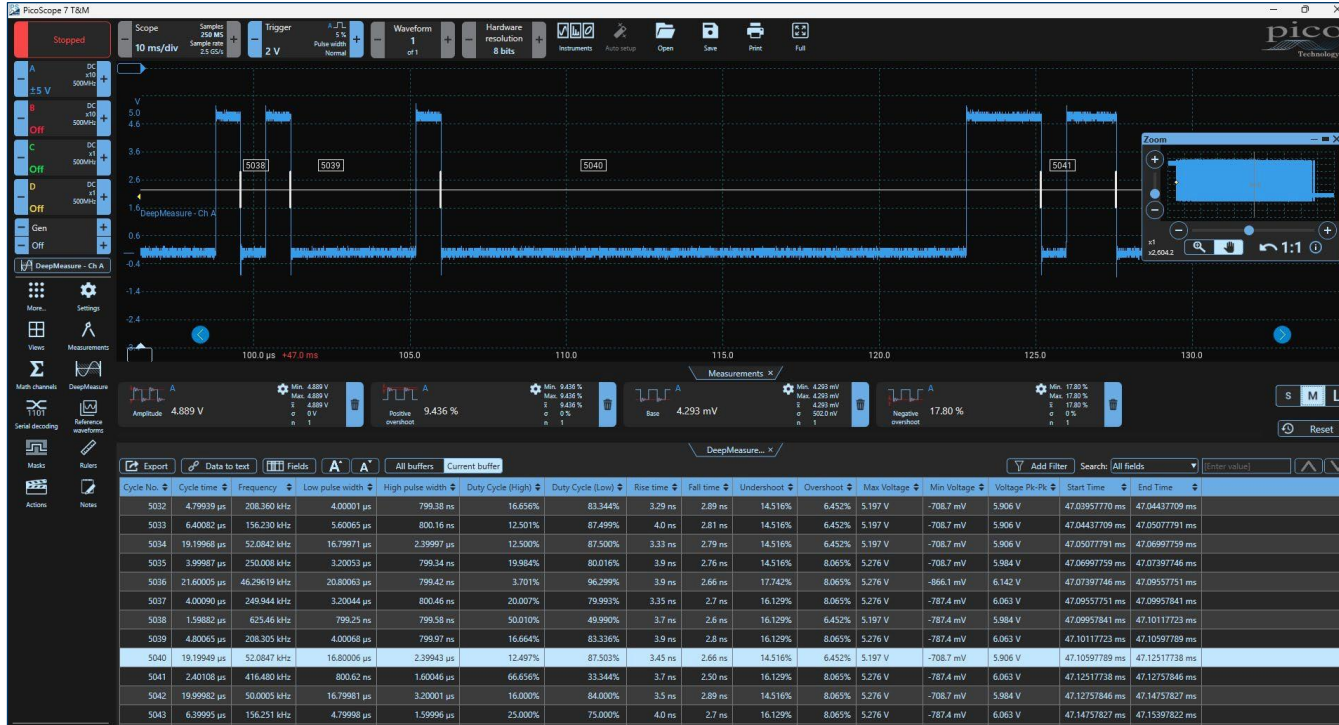 PicoScope 7 T&M
Stopped
Scope
10 ms/div
Samples
250 MS
Sample rate
2.5 GS/s
Trigger
2 V
A
5 %
Pulse width
Normal
Waveform
1
of 1
Hardware
resolution
8 bits
Instruments
Auto setup
Open
Save
Print
Full
pico
Technology
A
DC
x10
500MHz
±5 V
B
DC
x10
500MHz
Off
C
DC
x1
500MHz
Off
D
DC
x1
500MHz
Off
Gen
Off
DeepMeasure - Ch A
More...
Settings
Views
Measurements
Math channels
DeepMeasure
Serial decoding
Reference
waveforms
Masks
Rulers
Actions
Notes
V
5.0
4.6
3.6
2.6
1.6
0.6
-0.4
-1.4
-2.4
DeepMeasure - Ch A
5038
5039
5040
5041
100.0 µs +47.0 ms
105.0
110.0
115.0
120.0
125.0
130.0
Zoom
x1
x2,604.2
1:1
Measurements ×
Amplitude
A
4.889 V
Min. 4.889 V
Max. 4.889 V
x̄ 4.889 V
σ 0 V
n 1
Positive
overshoot
A
9.436 %
Min. 9.436 %
Max. 9.436 %
x̄ 9.436 %
σ 0 %
n 1
Base
A
4.293 mV
Min. 4.293 mV
Max. 4.293 mV
x̄ 4.293 mV
σ 502.0 nV
n 1
Negative
overshoot
A
17.80 %
Min. 17.80 %
Max. 17.80 %
x̄ 17.80 %
σ 0 %
n 1
S M L
Reset
DeepMeasure... ×
Export Data to text Fields A A All buffers Current buffer Add Filter Search: All fields [Enter value]
Cycle No. Cycle time Frequency Low pulse width High pulse width Duty Cycle (High) Duty Cycle (Low) Rise time Fall time Undershoot Overshoot Max Voltage Min Voltage Voltage Pk-Pk Start Time End Time
5032 4.79939 µs 208.360 kHz 4.00001 µs 799.38 ns 16.656% 83.344% 3.29 ns 2.89 ns 14.516% 6.452% 5.197 V -708.7 mV 5.906 V 47.03957770 ms 47.04437709 ms
5033 6.40082 µs 156.230 kHz 5.60065 µs 800.16 ns 12.501% 87.499% 4.0 ns 2.81 ns 14.516% 6.452% 5.197 V -708.7 mV 5.906 V 47.04437709 ms 47.05077791 ms
5034 19.19968 µs 52.0842 kHz 16.79971 µs 2.39997 µs 12.500% 87.500% 3.33 ns 2.79 ns 14.516% 6.452% 5.197 V -708.7 mV 5.906 V 47.05077791 ms 47.06997759 ms
5035 3.99987 µs 250.008 kHz 3.20053 µs 799.34 ns 19.984% 80.016% 3.9 ns 2.76 ns 14.516% 8.065% 5.276 V -708.7 mV 5.984 V 47.06997759 ms 47.07397746 ms
5036 21.60005 µs 46.29619 kHz 20.80063 µs 799.42 ns 3.701% 96.299% 3.9 ns 2.66 ns 17.742% 8.065% 5.276 V -866.1 mV 6.142 V 47.07397746 ms 47.09557751 ms
5037 4.00090 µs 249.944 kHz 3.20044 µs 800.46 ns 20.007% 79.993% 3.35 ns 2.7 ns 16.129% 8.065% 5.276 V -787.4 mV 6.063 V 47.09557751 ms 47.09957841 ms
5038 1.59882 µs 625.46 kHz 799.25 ns 799.58 ns 50.010% 49.990% 3.7 ns 2.6 ns 16.129% 6.452% 5.197 V -787.4 mV 5.984 V 47.09957841 ms 47.10117723 ms
5039 4.80065 µs 208.305 kHz 4.00068 µs 799.97 ns 16.664% 83.336% 3.9 ns 2.8 ns 16.129% 8.065% 5.276 V -787.4 mV 6.063 V 47.10117723 ms 47.10597789 ms
5040 19.19949 µs 52.0847 kHz 16.80006 µs 2.39943 µs 12.497% 87.503% 3.45 ns 2.66 ns 14.516% 6.452% 5.197 V -708.7 mV 5.906 V 47.10597789 ms 47.12517738 ms
5041 2.40108 µs 416.480 kHz 800.62 ns 1.60046 µs 66.656% 33.344% 3.7 ns 2.50 ns 16.129% 8.065% 5.276 V -787.4 mV 6.063 V 47.12517738 ms 47.12757846 ms
5042 19.99982 µs 50.0005 kHz 16.79981 µs 3.20001 µs 16.000% 84.000% 3.5 ns 2.89 ns 14.516% 8.065% 5.276 V -708.7 mV 5.984 V 47.12757846 ms 47.14757827 ms
5043 6.39995 µs 156.251 kHz 4.79998 µs 1.59996 µs 25.000% 75.000% 4.0 ns 2.7 ns 16.129% 8.065% 5.276 V -787.4 mV 6.063 V 47.14757827 ms 47.15397822 ms